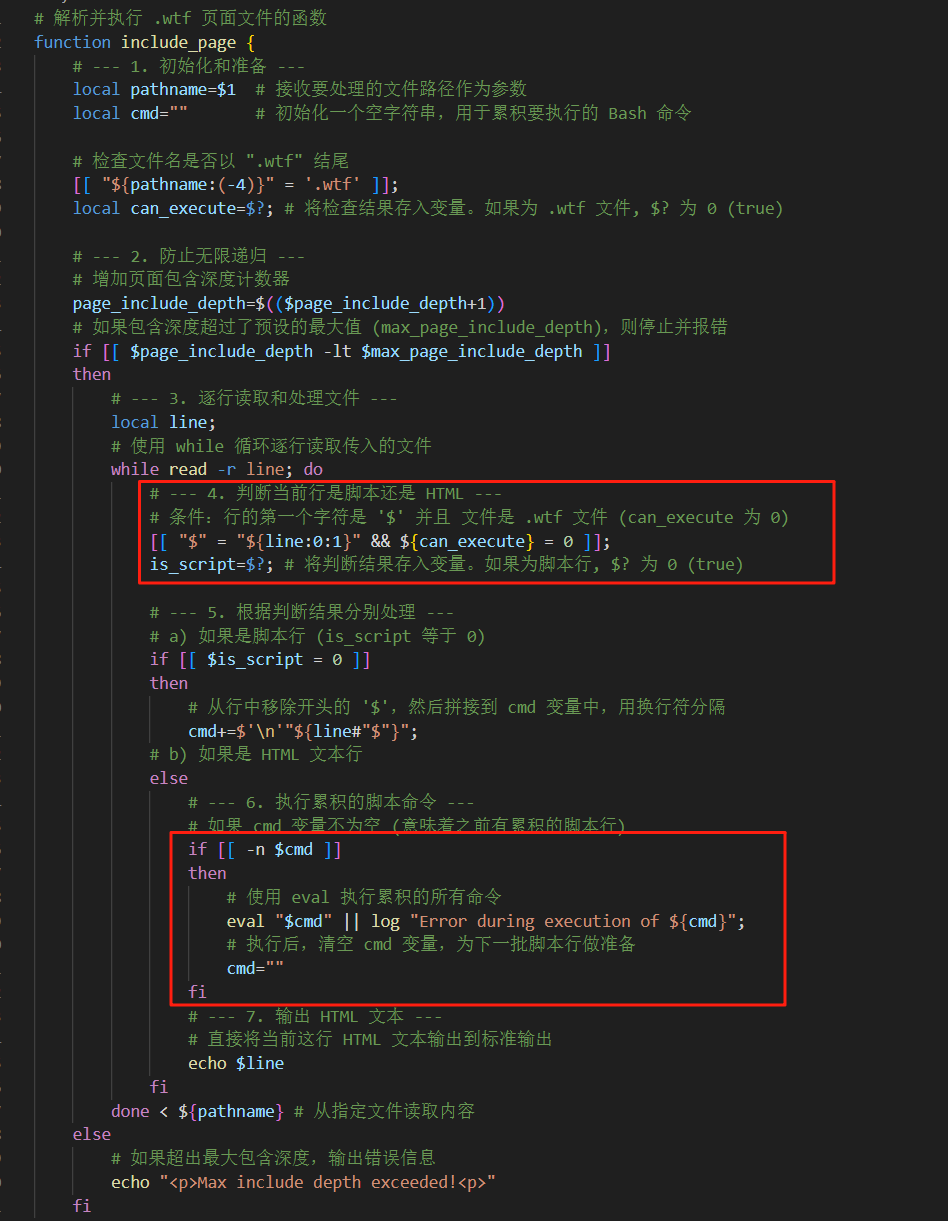 # 解析并执行 .wtf 页面文件的函数
function include_page {
    # --- 1. 初始化和准备 ---
    local pathname=$1  # 接收要处理的文件路径作为参数
    local cmd=""       # 初始化一个空字符串，用于累积要执行的 Bash 命令

    # 检查文件名是否以 ".wtf" 结尾
    [[ "${pathname:(-4)}" = '.wtf' ]];
    local can_execute=$?; # 将检查结果存入变量。如果为 .wtf 文件, $? 为 0 (true)

    # --- 2. 防止无限递归 ---
    # 增加页面包含深度计数器
    page_include_depth=$(($page_include_depth+1))
    # 如果包含深度超过了预设的最大值 (max_page_include_depth)，则停止并报错
    if [[ $page_include_depth -lt $max_page_include_depth ]]
    then
        # --- 3. 逐行读取和处理文件 ---
        local line;
        # 使用 while 循环逐行读取传入的文件
        while read -r line; do
            # --- 4. 判断当前行是脚本还是 HTML ---
            # 条件：行的第一个字符是 '$' 并且 文件是 .wtf 文件 (can_execute 为 0)
            [[ "$" = "${line:0:1}" && ${can_execute} = 0 ]];
            is_script=$?; # 将判断结果存入变量。如果为脚本行, $? 为 0 (true)

            # --- 5. 根据判断结果分别处理 ---
            # a) 如果是脚本行 (is_script 等于 0)
            if [[ $is_script = 0 ]]
            then
                # 从行中移除开头的 '$'，然后拼接到 cmd 变量中，用换行符分隔
                cmd+=$'\n'"${line#"$"}";
            # b) 如果是 HTML 文本行
            else
                # --- 6. 执行累积的脚本命令 ---
                # 如果 cmd 变量不为空 (意味着之前有累积的脚本行)
                if [[ -n $cmd ]]
                then
                    # 使用 eval 执行累积的所有命令
                    eval "$cmd" || log "Error during execution of ${cmd}";
                    # 执行后，清空 cmd 变量，为下一批脚本行做准备
                    cmd=""
                fi
                # --- 7. 输出 HTML 文本 ---
                # 直接将当前这行 HTML 文本输出到标准输出
                echo $line
            fi
        done < ${pathname} # 从指定文件读取内容
    else
        # 如果超出最大包含深度，输出错误信息
        echo "<p>Max include depth exceeded!<p>"
    fi